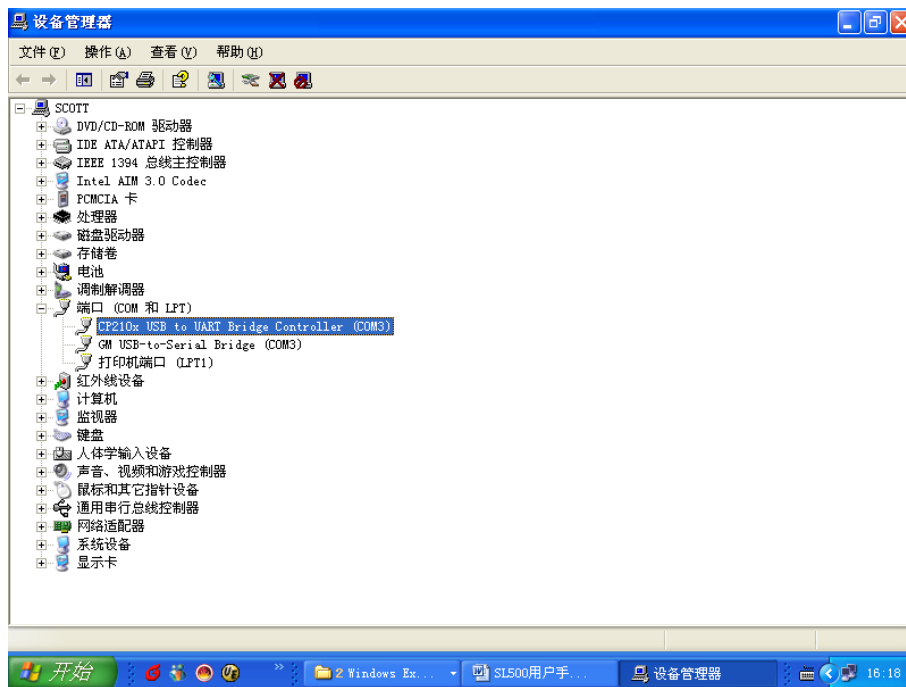 设备管理器
文件(F) 操作(A) 查看(V) 帮助(H)
SCOTT
DVD/CD-ROM 驱动器
IDE ATA/ATAPI 控制器
IEEE 1394 总线主控制器
Intel AIM 3.0 Codec
PCMCIA 卡
处理器
磁盘驱动器
存储卷
电池
调制解调器
端口 (COM 和 LPT)
CP210x USB to UART Bridge Controller (COM3)
GM USB-to-Serial Bridge (COM3)
打印机端口 (LPT1)
红外线设备
计算机
监视器
键盘
人体学输入设备
声音、视频和游戏控制器
鼠标和其它指针设备
通用串行总线控制器
网络适配器
系统设备
显示卡
开始 2 Windows Ex... SL500用户手... 设备管理器 16:18